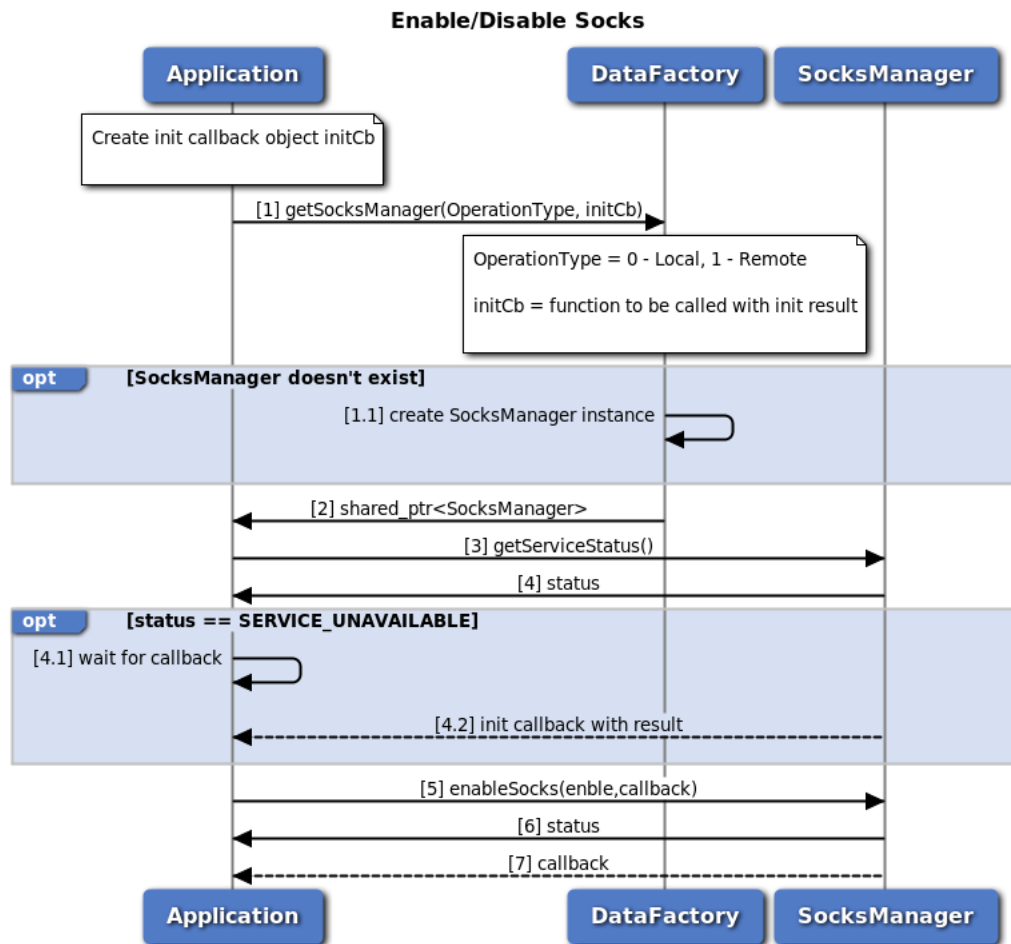 Enable/Disable Socks
Application
DataFactory
SocksManager
Create init callback object initCb
[1] getSocksManager(OperationType, initCb)
OperationType = 0 - Local, 1 - Remote
initCb = function to be called with init result
opt
[SocksManager doesn't exist]
[1.1] create SocksManager instance
[2] shared_ptr<SocksManager>
[3] getServiceStatus()
[4] status
opt
[status == SERVICE_UNAVAILABLE]
[4.1] wait for callback
[4.2] init callback with result
[5] enableSocks(enble,callback)
[6] status
[7] callback
Application
DataFactory
SocksManager